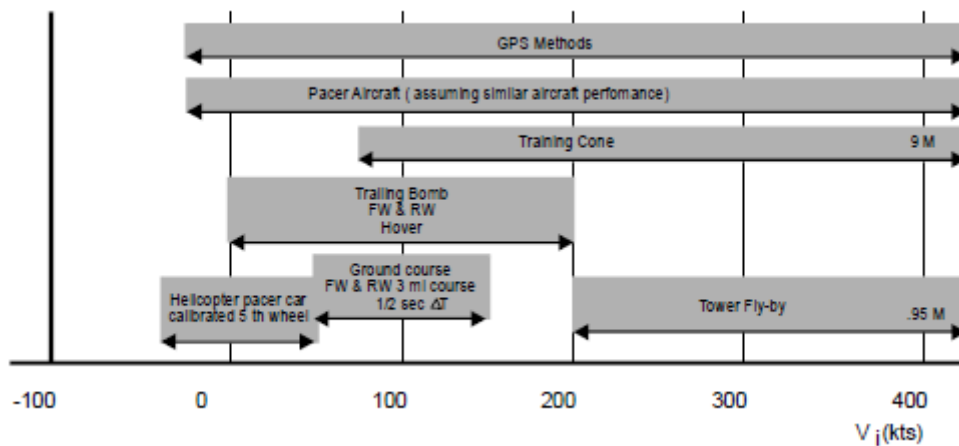 GPS Methods
Pacer Aircraft ( assuming similar aircraft perfomance)
Training Cone 9 M
Trailing Bomb
FW & RW
Hover
Ground course
FW & RW 3 ml course
1/2 sec ΔT
Helicopter pacer car
calibrated 5 th wheel
Tower Fly-by .95 M
-100 0 100 200 300 400
V i (kts)